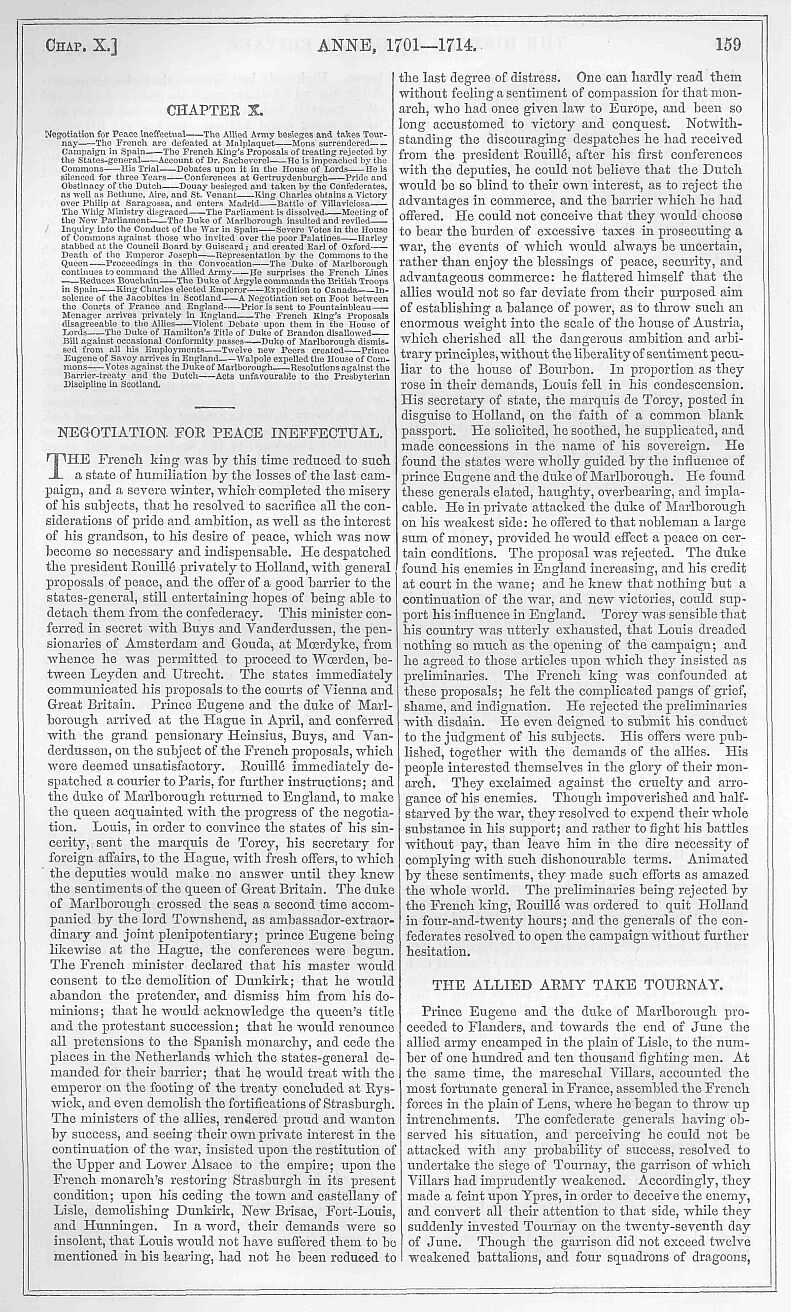 CHAP. X.]
ANNE, 1701—1714.
159
CHAPTER X.
Negotiation for Peace Ineffectual——The Allied Army besieges and takes Tour-
nay——The French are defeated at Malplaquet——Mons surrendered——
Campaign in Spain——The French King's Proposals of treating rejected by
the States-general——Account of Dr. Sacheverel——He is impeached by the
Commons——His Trial——Debates upon it in the House of Lords——He is
silenced for three Years——Conferences at Gertruydenburgh——Pride and
Obstinacy of the Dutch——Douay besieged and taken by the Confederates,
as well as Bethune, Aire, and St. Venant——King Charles obtains a Victory
over Philip at Saragossa, and enters Madrid——Battle of Villaviciosa——
The Whig Ministry disgraced——The Parliament is dissolved——Meeting of
the New Parliament——The Duke of Marlborough insulted and reviled——
Inquiry into the Conduct of the War in Spain——Severe Votes in the House
of Commons against those who invited over the poor Palatines——Harley
stabbed at the Council Board by Guiscard; and created Earl of Oxford——
Death of the Emperor Joseph——Representation by the Commons to the
Queen——Proceedings in the Convocation——The Duke of Marlborough
continues to command the Allied Army——He surprises the French Lines
——Reduces Bouchain——The Duke of Argyle commands the British Troops
in Spain——King Charles elected Emperor——Expedition to Canada——In-
solence of the Jacobites in Scotland——A Negotiation set on Foot between
the Courts of France and England——Prior is sent to Fountainbleau——
Menager arrives privately in England——The French King's Proposals
disagreeable to the Allies——Violent Debate upon them in the House of
Lords——The Duke of Hamilton's Title of Duke of Brandon disallowed——
Bill against occasional Conformity passes——Duke of Marlborough dismis-
sed from all his Employments——Twelve new Peers created——Prince
Eugene of Savoy arrives in England——Walpole expelled the House of Com-
mons——Votes against the Duke of Marlborough——Resolutions against the
Barrier-treaty and the Dutch——Acts unfavourable to the Presbyterian
Discipline in Scotland.
NEGOTIATION FOR PEACE INEFFECTUAL.
THE French king was by this time reduced to such
a state of humiliation by the losses of the last cam-
paign, and a severe winter, which completed the misery
of his subjects, that he resolved to sacrifice all the con-
siderations of pride and ambition, as well as the interest
of his grandson, to his desire of peace, which was now
become so necessary and indispensable. He despatched
the president Rouillé privately to Holland, with general
proposals of peace, and the offer of a good barrier to the
states-general, still entertaining hopes of being able to
detach them from the confederacy. This minister con-
ferred in secret with Buys and Vanderdussen, the pen-
sionaries of Amsterdam and Gouda, at Mœrdyke, from
whence he was permitted to proceed to Wœrden, be-
tween Leyden and Utrecht. The states immediately
communicated his proposals to the courts of Vienna and
Great Britain. Prince Eugene and the duke of Marl-
borough arrived at the Hague in April, and conferred
with the grand pensionary Heinsius, Buys, and Van-
derdussen, on the subject of the French proposals, which
were deemed unsatisfactory. Rouillé immediately de-
spatched a courier to Paris, for further instructions; and
the duke of Marlborough returned to England, to make
the queen acquainted with the progress of the negotia-
tion. Louis, in order to convince the states of his sin-
cerity, sent the marquis de Torcy, his secretary for
foreign affairs, to the Hague, with fresh offers, to which
the deputies would make no answer until they knew
the sentiments of the queen of Great Britain. The duke
of Marlborough crossed the seas a second time accom-
panied by the lord Townshend, as ambassador-extraor-
dinary and joint plenipotentiary; prince Eugene being
likewise at the Hague, the conferences were begun.
The French minister declared that his master would
consent to the demolition of Dunkirk; that he would
abandon the pretender, and dismiss him from his do-
minions; that he would acknowledge the queen's title
and the protestant succession; that he would renounce
all pretensions to the Spanish monarchy, and cede the
places in the Netherlands which the states-general de-
manded for their barrier; that he would treat with the
emperor on the footing of the treaty concluded at Rys-
wick, and even demolish the fortifications of Strasburgh.
The ministers of the allies, rendered proud and wanton
by success, and seeing their own private interest in the
continuation of the war, insisted upon the restitution of
the Upper and Lower Alsace to the empire; upon the
French monarch's restoring Strasburgh in its present
condition; upon his ceding the town and castellany of
Lisle, demolishing Dunkirk, New Brisac, Fort-Louis,
and Hunningen. In a word, their demands were so
insolent, that Louis would not have suffered them to be
mentioned in his hearing, had not he been reduced to
the last degree of distress. One can hardly read them
without feeling a sentiment of compassion for that mon-
arch, who had once given law to Europe, and been so
long accustomed to victory and conquest. Notwith-
standing the discouraging despatches he had received
from the president Rouillé, after his first conferences
with the deputies, he could not believe that the Dutch
would be so blind to their own interest, as to reject the
advantages in commerce, and the barrier which he had
offered. He could not conceive that they would choose
to bear the burden of excessive taxes in prosecuting a
war, the events of which would always be uncertain,
rather than enjoy the blessings of peace, security, and
advantageous commerce: he flattered himself that the
allies would not so far deviate from their purposed aim
of establishing a balance of power, as to throw such an
enormous weight into the scale of the house of Austria,
which cherished all the dangerous ambition and arbi-
trary principles, without the liberality of sentiment pecu-
liar to the house of Bourbon. In proportion as they
rose in their demands, Louis fell in his condescension.
His secretary of state, the marquis de Torcy, posted in
disguise to Holland, on the faith of a common blank
passport. He solicited, he soothed, he supplicated, and
made concessions in the name of his sovereign. He
found the states were wholly guided by the influence of
prince Eugene and the duke of Marlborough. He found
these generals elated, haughty, overbearing, and impla-
cable. He in private attacked the duke of Marlborough
on his weakest side: he offered to that nobleman a large
sum of money, provided he would effect a peace on cer-
tain conditions. The proposal was rejected. The duke
found his enemies in England increasing, and his credit
at court in the wane; and he knew that nothing but a
continuation of the war, and new victories, could sup-
port his influence in England. Torcy was sensible that
his country was utterly exhausted, that Louis dreaded
nothing so much as the opening of the campaign; and
he agreed to those articles upon which they insisted as
preliminaries. The French king was confounded at
these proposals; he felt the complicated pangs of grief,
shame, and indignation. He rejected the preliminaries
with disdain. He even deigned to submit his conduct
to the judgment of his subjects. His offers were pub-
lished, together with the demands of the allies. His
people interested themselves in the glory of their mon-
arch. They exclaimed against the cruelty and arro-
gance of his enemies. Though impoverished and half-
starved by the war, they resolved to expend their whole
substance in his support; and rather to fight his battles
without pay, than leave him in the dire necessity of
complying with such dishonourable terms. Animated
by these sentiments, they made such efforts as amazed
the whole world. The preliminaries being rejected by
the French king, Rouillé was ordered to quit Holland
in four-and-twenty hours; and the generals of the con-
federates resolved to open the campaign without further
hesitation.
THE ALLIED ARMY TAKE TOURNAY.
Prince Eugene and the duke of Marlborough pro-
ceeded to Flanders, and towards the end of June the
allied army encamped in the plain of Lisle, to the num-
ber of one hundred and ten thousand fighting men. At
the same time, the mareschal Villars, accounted the
most fortunate general in France, assembled the French
forces in the plain of Lens, where he began to throw up
intrenchments. The confederate generals having ob-
served his situation, and perceiving he could not be
attacked with any probability of success, resolved to
undertake the siege of Tournay, the garrison of which
Villars had imprudently weakened. Accordingly, they
made a feint upon Ypres, in order to deceive the enemy,
and convert all their attention to that side, while they
suddenly invested Tournay on the twenty-seventh day
of June. Though the garrison did not exceed twelve
weakened battalions, and four squadrons of dragoons,